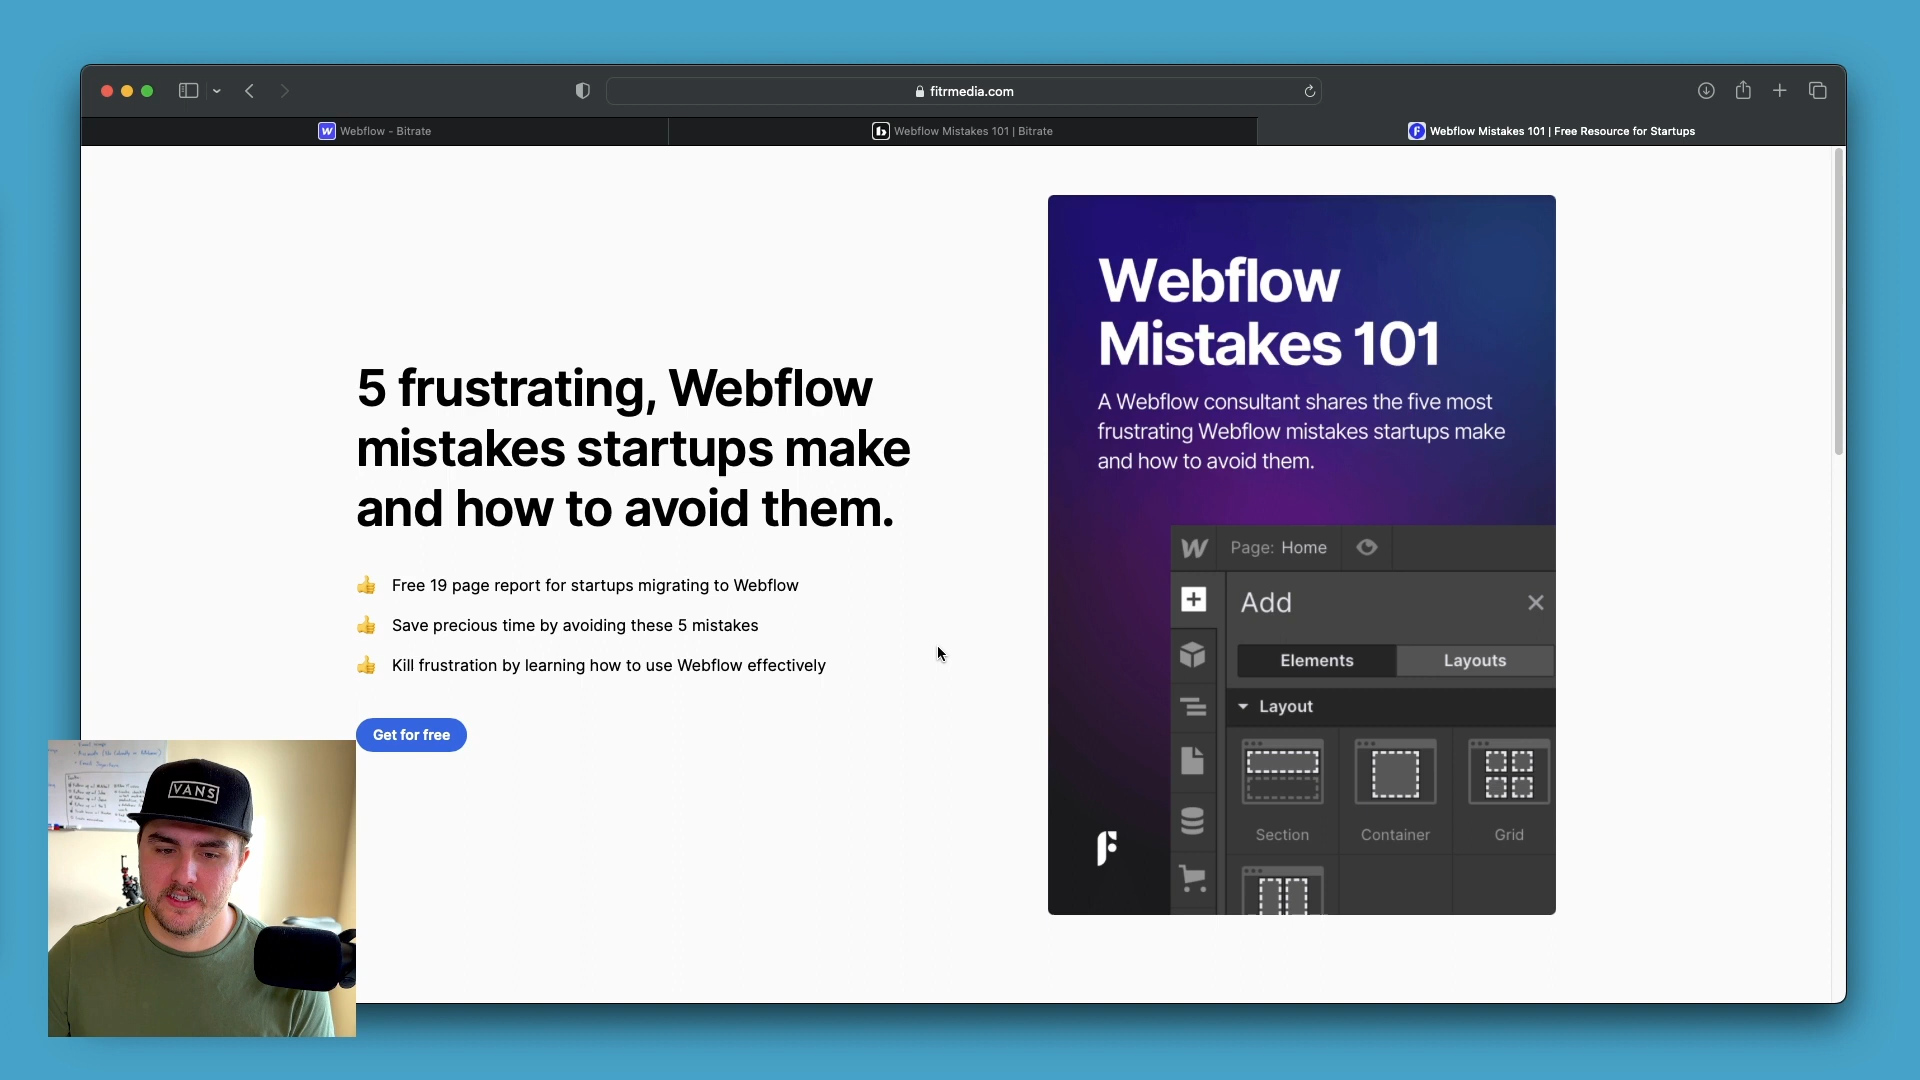 fitrmedia.com
Webflow - Bitrate
Webflow Mistakes 101 | Bitrate
Webflow Mistakes 101 | Free Resource for Startups
5 frustrating, Webflow
mistakes startups make
and how to avoid them.
👍 Free 19 page report for startups migrating to Webflow
👍 Save precious time by avoiding these 5 mistakes
👍 Kill frustration by learning how to use Webflow effectively
Get for free
Webflow
Mistakes 101
A Webflow consultant shares the five most
frustrating Webflow mistakes startups make
and how to avoid them.
Page: Home
Add
Elements Layouts
Layout
Section Container Grid
VANS